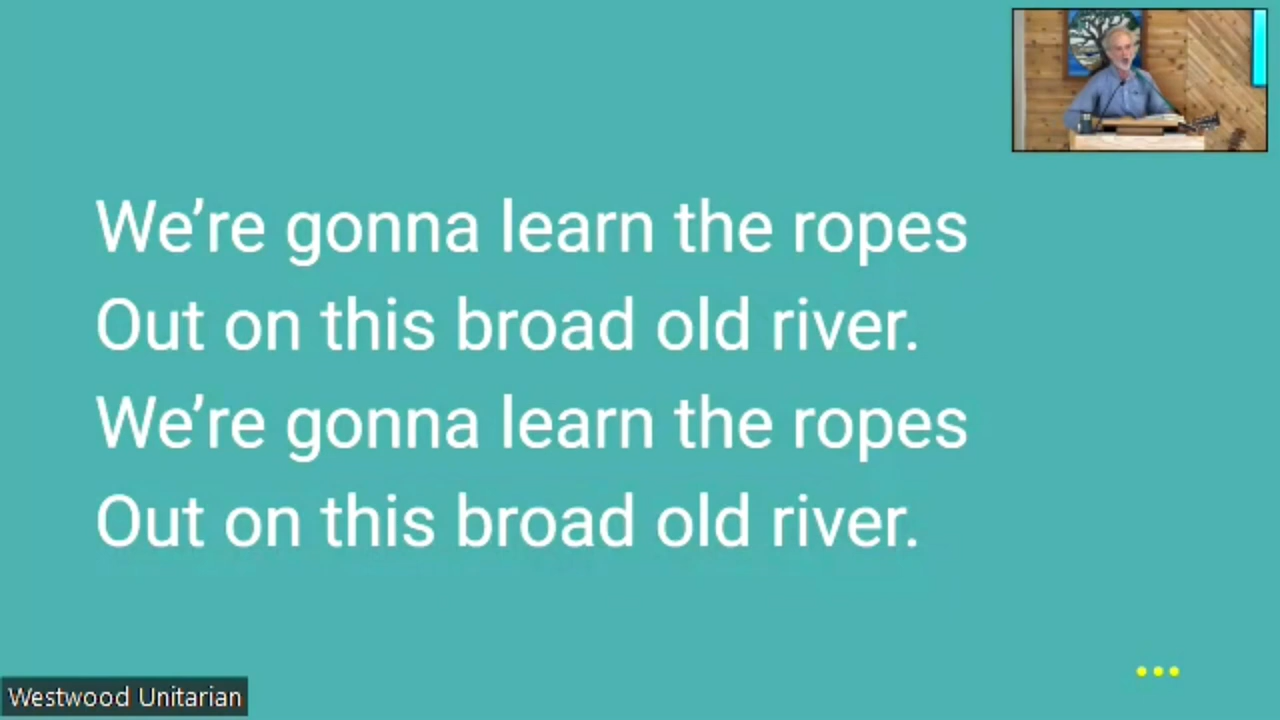 We’re gonna learn the ropes
Out on this broad old river.
We’re gonna learn the ropes
Out on this broad old river.
Westwood Unitarian